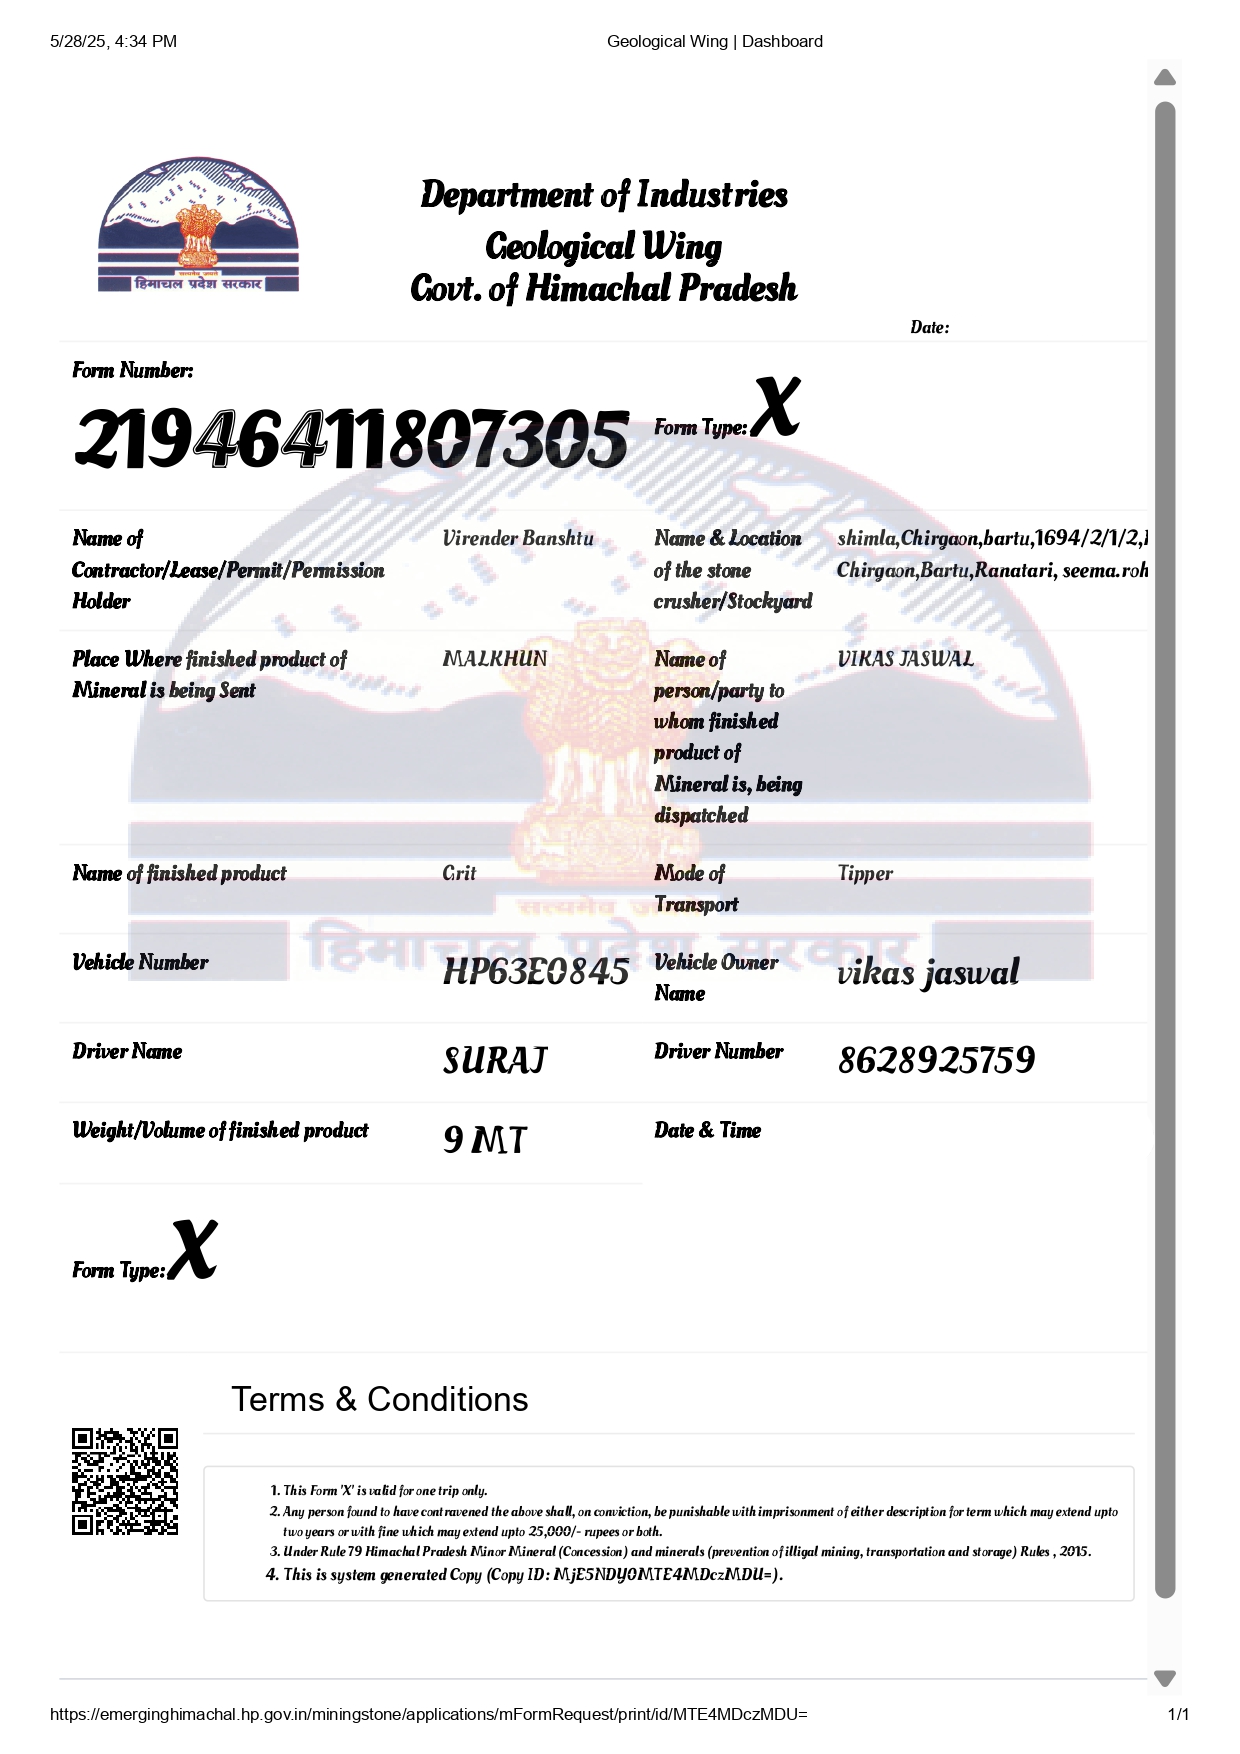 5/28/25, 4:34 PM
Geological Wing | Dashboard
Department of Industries
Geological Wing
Govt. of Himachal Pradesh
हिमाचल प्रदेश सरकार
Date:
Form Number:
21946411807305
Form Type: X
Name of Contractor/Lease/Permit/Permission Holder
Virender Banshtu
Name & Location of the stone crusher/Stockyard
shimla,Chirgaon,bartu,1694/2/1/2,
Chirgaon,Bartu,Ranatari, seema.roh
Place Where finished product of Mineral is being Sent
MALKHUN
Name of person/party to whom finished product of Mineral is, being dispatched
VIKAS JASWAL
Name of finished product
Grit
Mode of Transport
Tipper
सत्यमेव जयते
हिमाचल प्रदेश सरकार
Vehicle Number
HP63E0845
Vehicle Owner Name
vikas jaswal
Driver Name
SURAJ
Driver Number
8628925759
Weight/Volume of finished product
9 MT
Date & Time
Form Type: X
Terms & Conditions
1. This Form 'X' is valid for one trip only.
2. Any person found to have contravened the above shall, on conviction, be punishable with imprisonment of either description for term which may extend upto
two years or with fine which may extend upto 25,000/- rupees or both.
3. Under Rule 79 Himachal Pradesh Minor Mineral (Concession) and minerals (prevention of illigal mining, transportation and storage) Rules , 2015.
4. This is system generated Copy (Copy ID: MjE5NDY0MTE4MDczMDU=).
https://emerginghimachal.hp.gov.in/miningstone/applications/mFormRequest/print/id/MTE4MDczMDU=
1/1